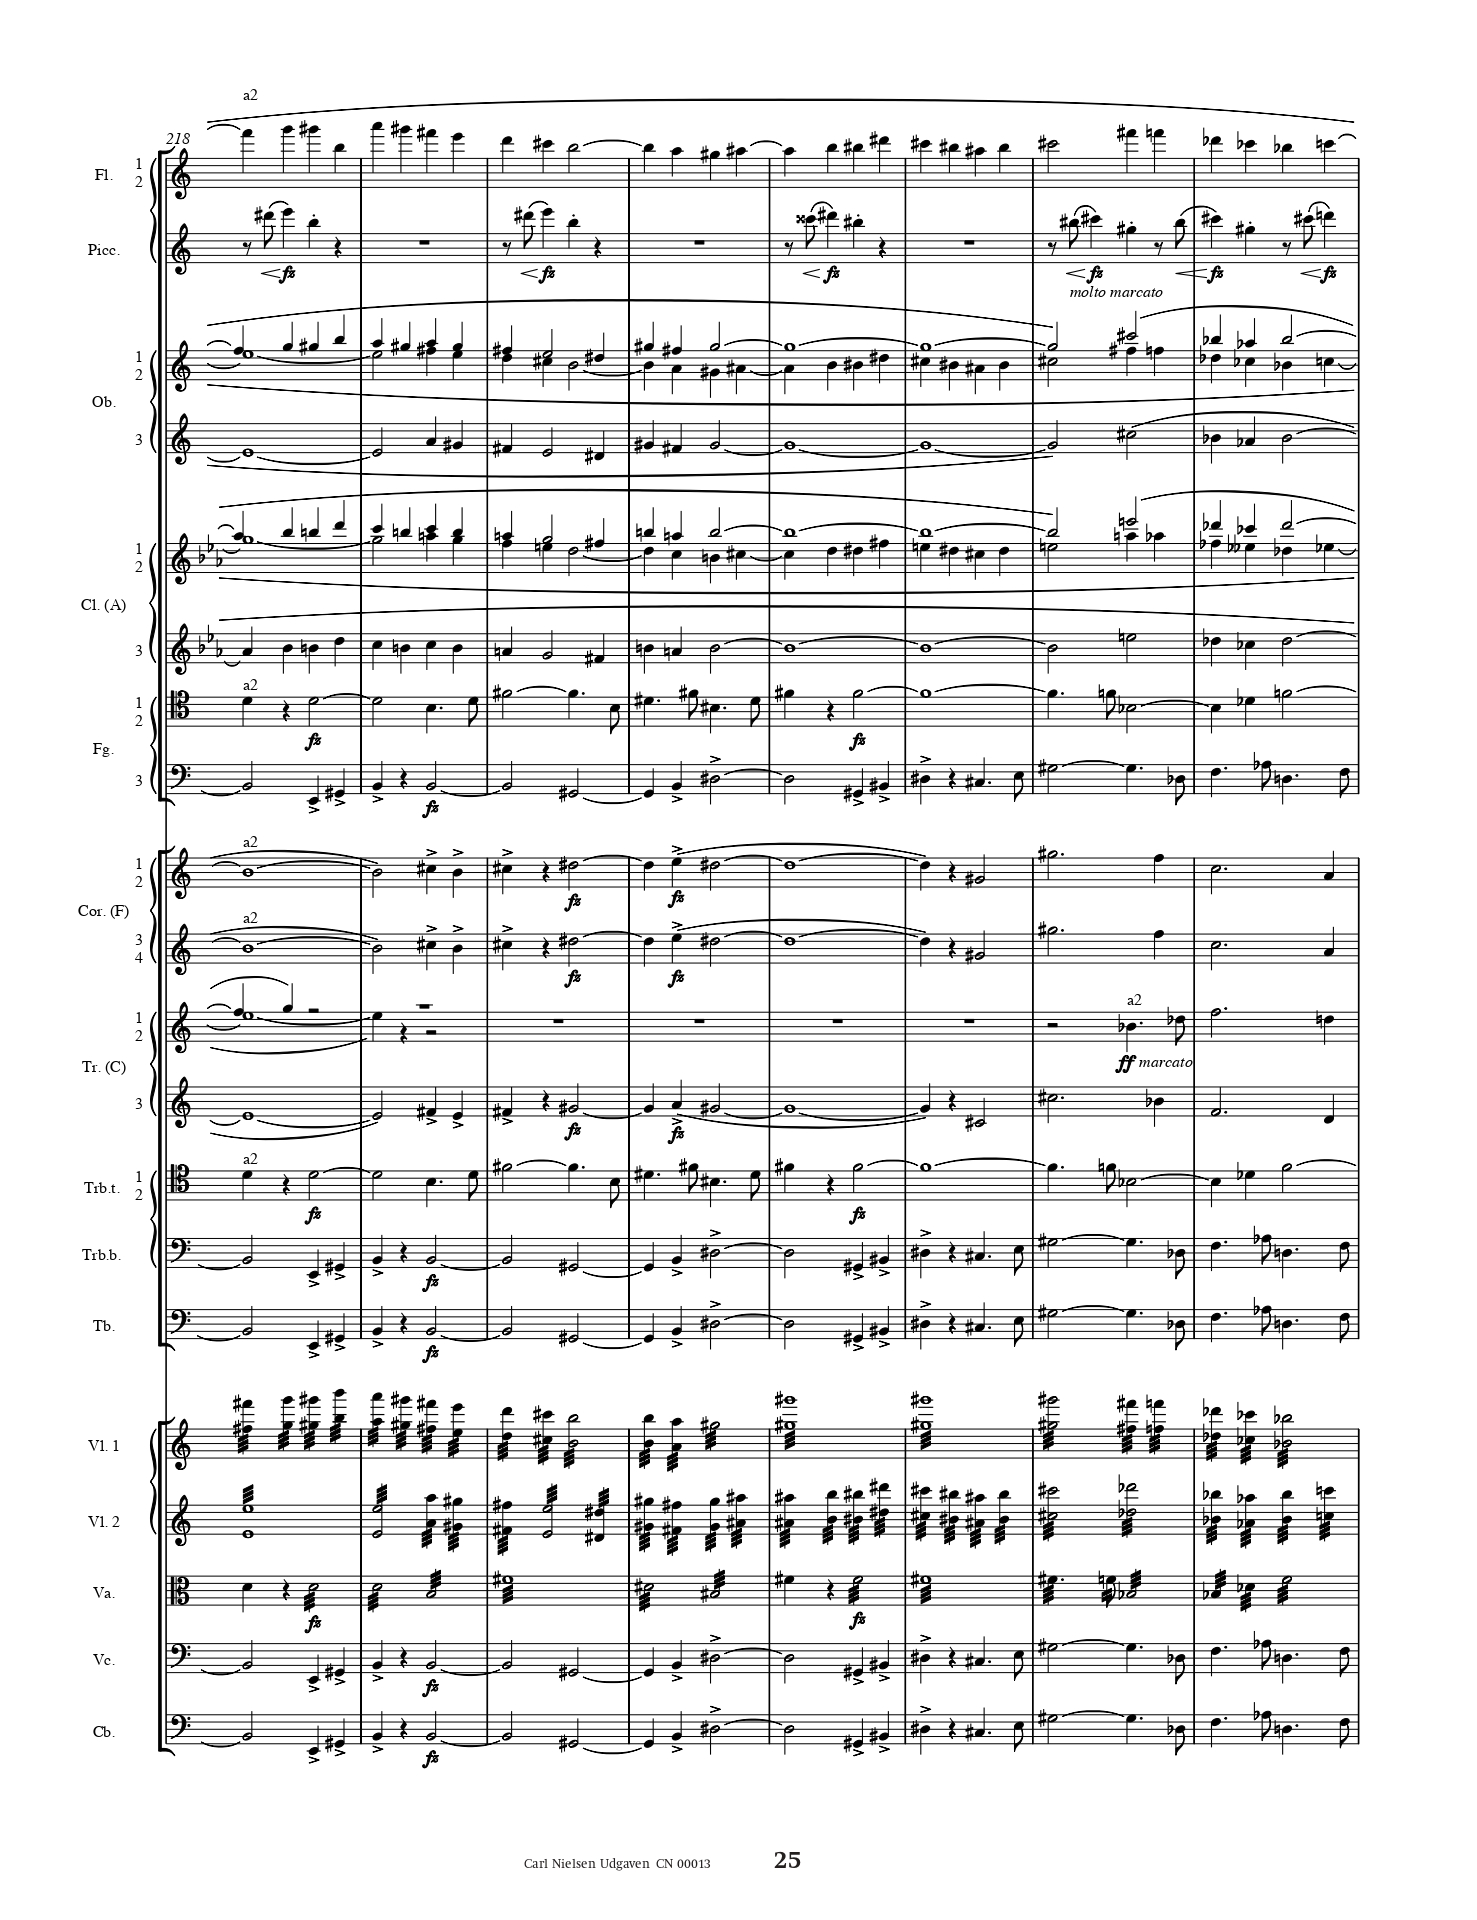 a2
218
Fl. 1 2
Picc.
fz fz fz fz fz fz
molto marcato
1 2
Ob.
3
1 2
Cl. (A)
3
a2
1 2
fz fz
Fg.
3
fz
a2
1 2
fz fz
Cor. (F)
a2
3 4
fz fz
a2
1 2
ff marcato
Tr. (C)
3
fz fz
a2
Trb.t. 1 2
fz fz
Trb.b.
fz
Tb.
fz
Vl. 1
Vl. 2
Va.
fz fz
Vc.
fz
Cb.
fz
Carl Nielsen Udgaven CN 00013 25